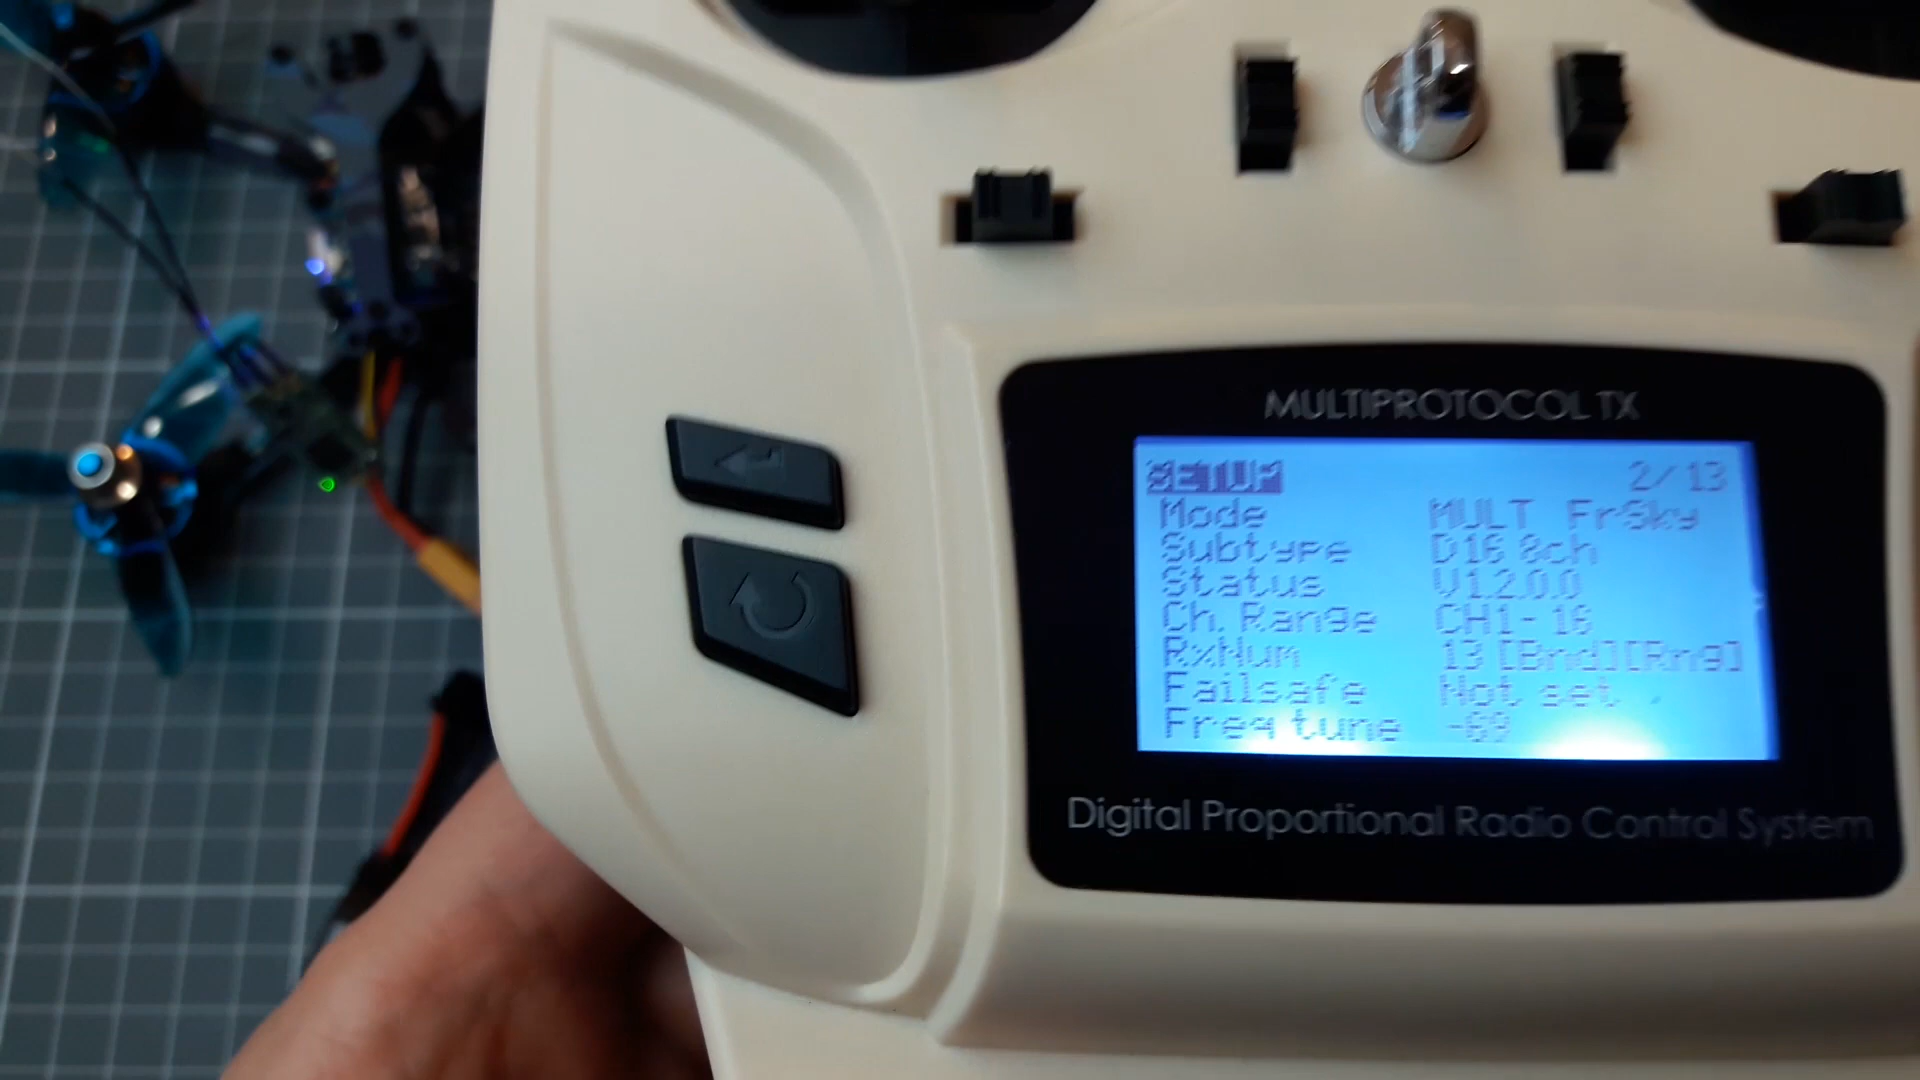 MULTIPROTOCOL TX
SETUP 2/13
Mode MULT FrSky
Subtype D16 8ch
Status V1.2.0.0
Ch. Range CH1-16
RxNum 13 [Bnd][Rng]
Failsafe Not set
Freq tune -69
Digital Proportional Radio Control System